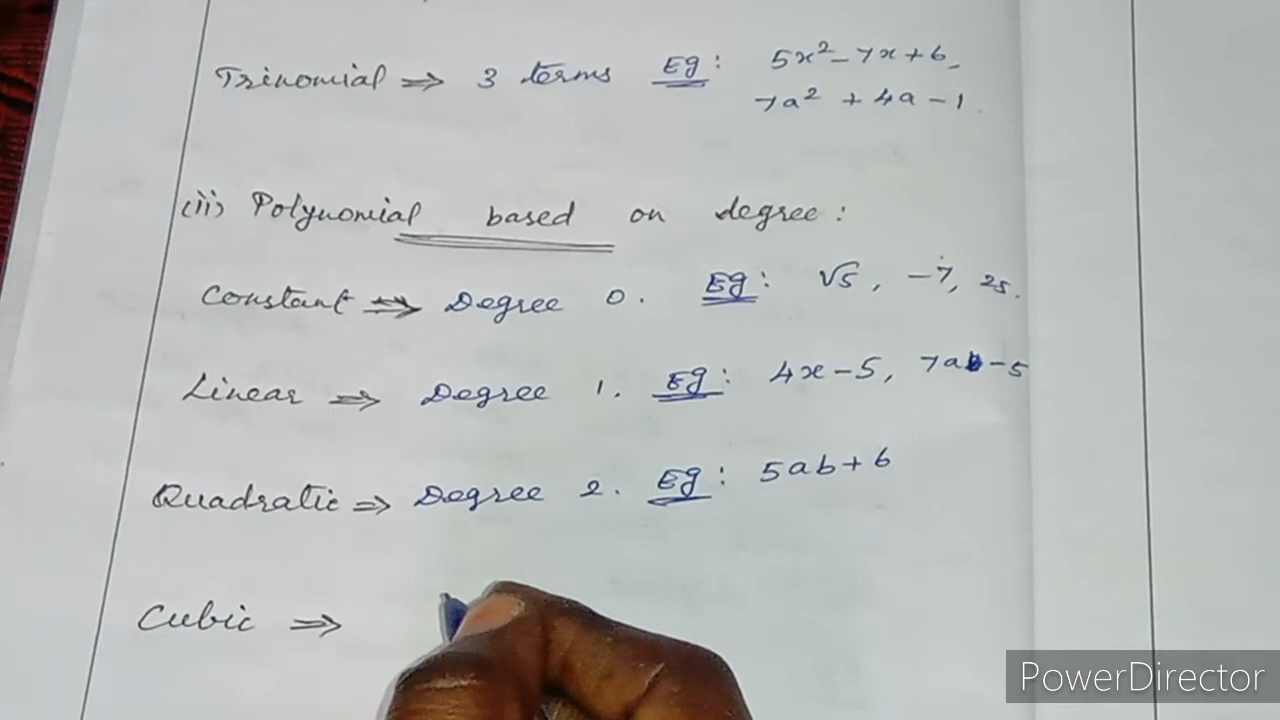 Trinomial ⇒ 3 terms Eg: 5x² - 7x + 6,
7a² + 4a - 1.
(ii) Polynomial based on degree:
Constant ⇒ Degree 0. Eg: √5, -7, 25.
Linear ⇒ Degree 1. Eg: 4x - 5, 7a - 5
Quadratic ⇒ Degree 2. Eg: 5ab + 6
Cubic ⇒
PowerDirector